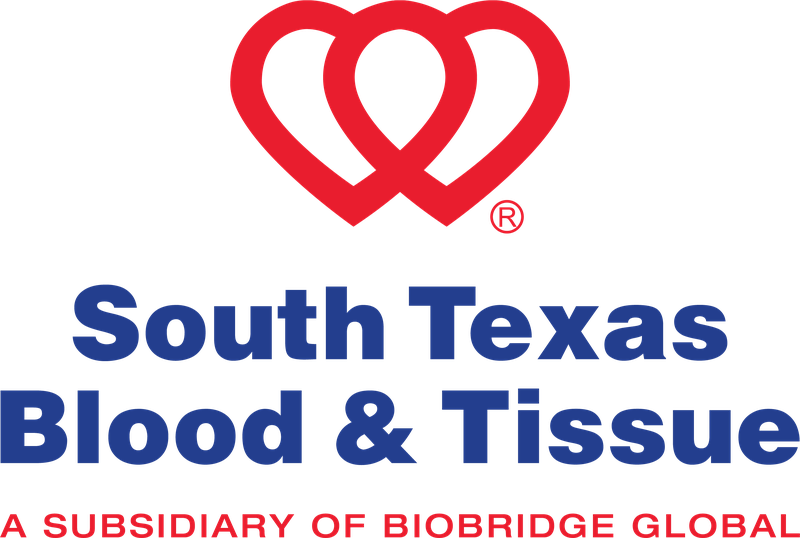 ®
South Texas
Blood & Tissue
A SUBSIDIARY OF BIOBRIDGE GLOBAL